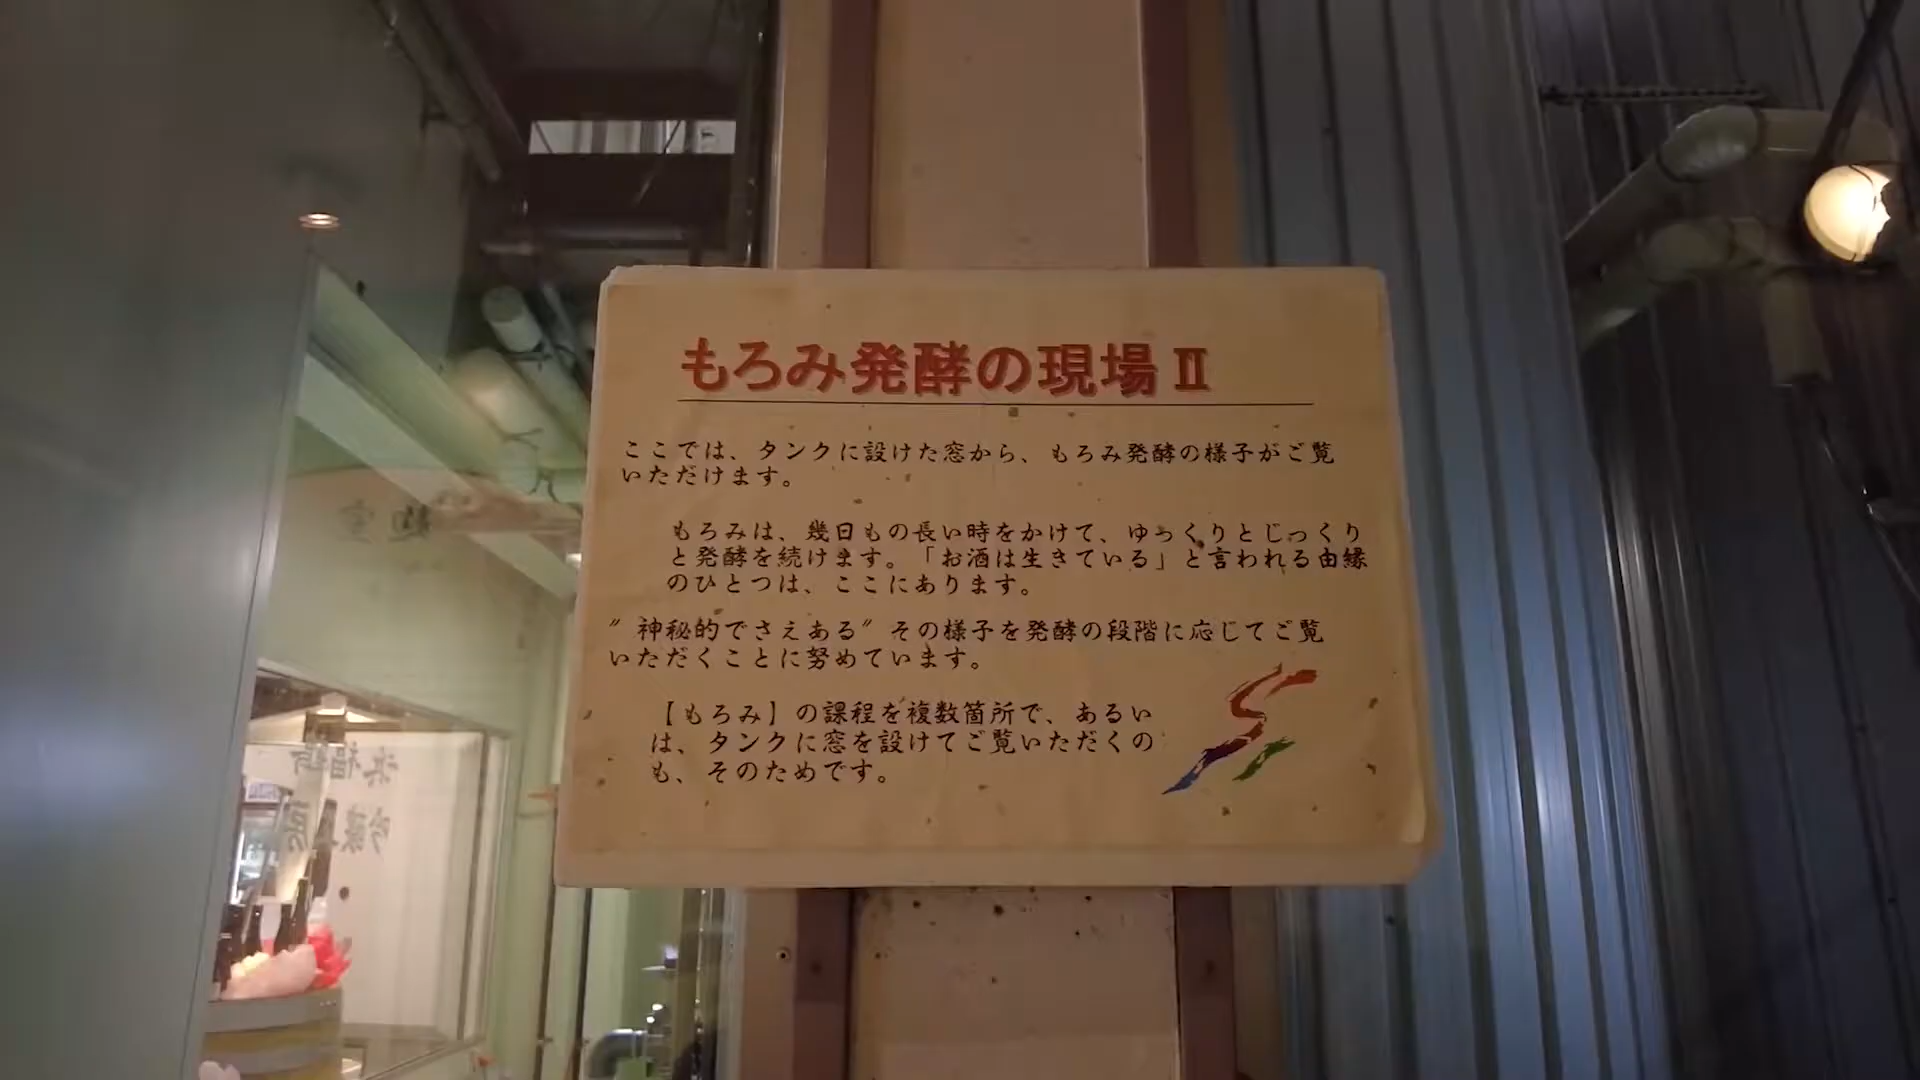 もろみ発酵の現場Ⅱ
ここでは、タンクに設けた窓から、もろみ発酵の様子がご覧
いただけます。
もろみは、幾日もの長い時をかけて、ゆっくりとじっくり
と発酵を続けます。「お酒は生きている」と言われる由縁
のひとつは、ここにあります。
〃神秘的でさえある〃その様子を発酵の段階に応じてご覧
いただくことに努めています。
【もろみ】の課程を複数箇所で、あるい
は、タンクに窓を設けてご覧いただくの
も、そのためです。